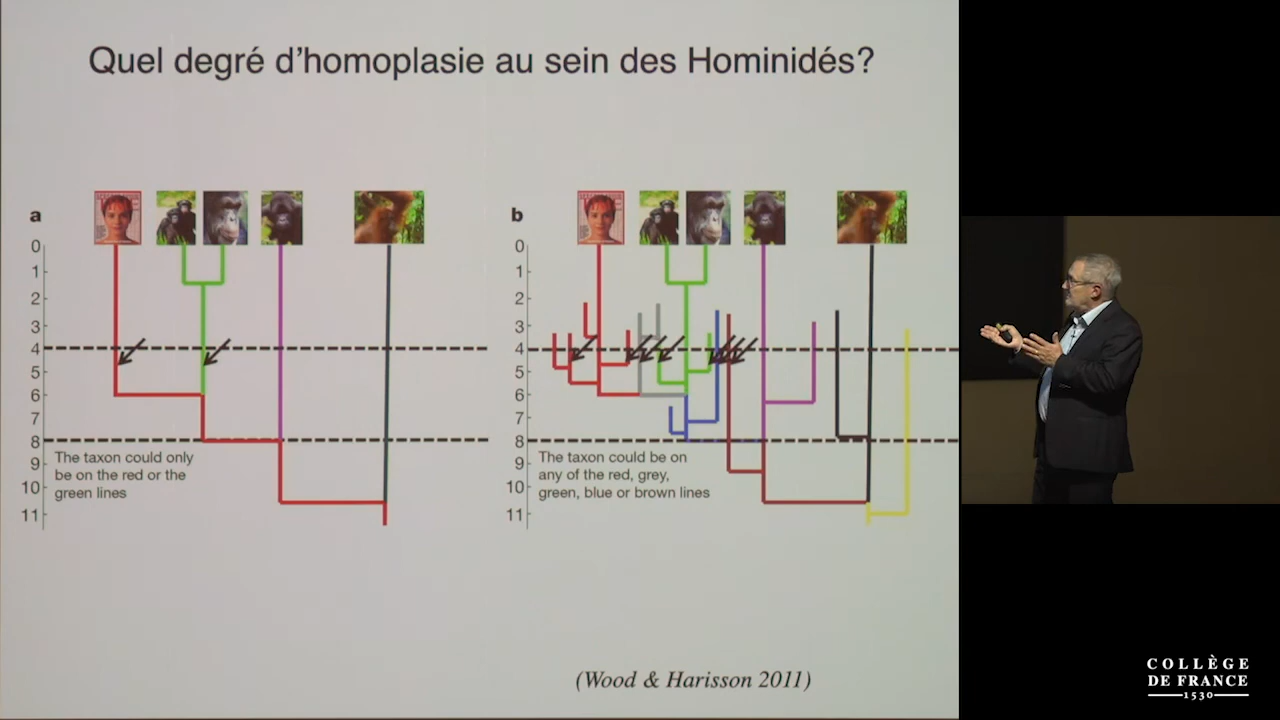 Quel degré d'homoplasie au sein des Hominidés?
a
0
1
2
3
4
5
6
7
8
9
10
11
The taxon could only
be on the red or the
green lines
b
0
1
2
3
4
5
6
7
8
9
10
11
The taxon could be on
any of the red, grey,
green, blue or brown lines
(Wood & Harisson 2011)
COLLÈGE
DE FRANCE
1530